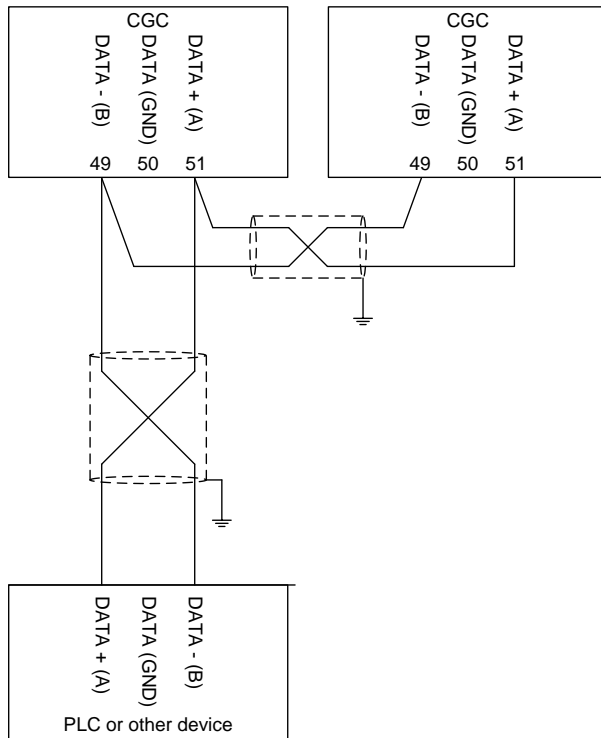 CGC
DATA - (B)
DATA (GND)
DATA + (A)
49 50 51
CGC
DATA - (B)
DATA (GND)
DATA + (A)
49 50 51
DATA + (A)
DATA (GND)
DATA - (B)
PLC or other device